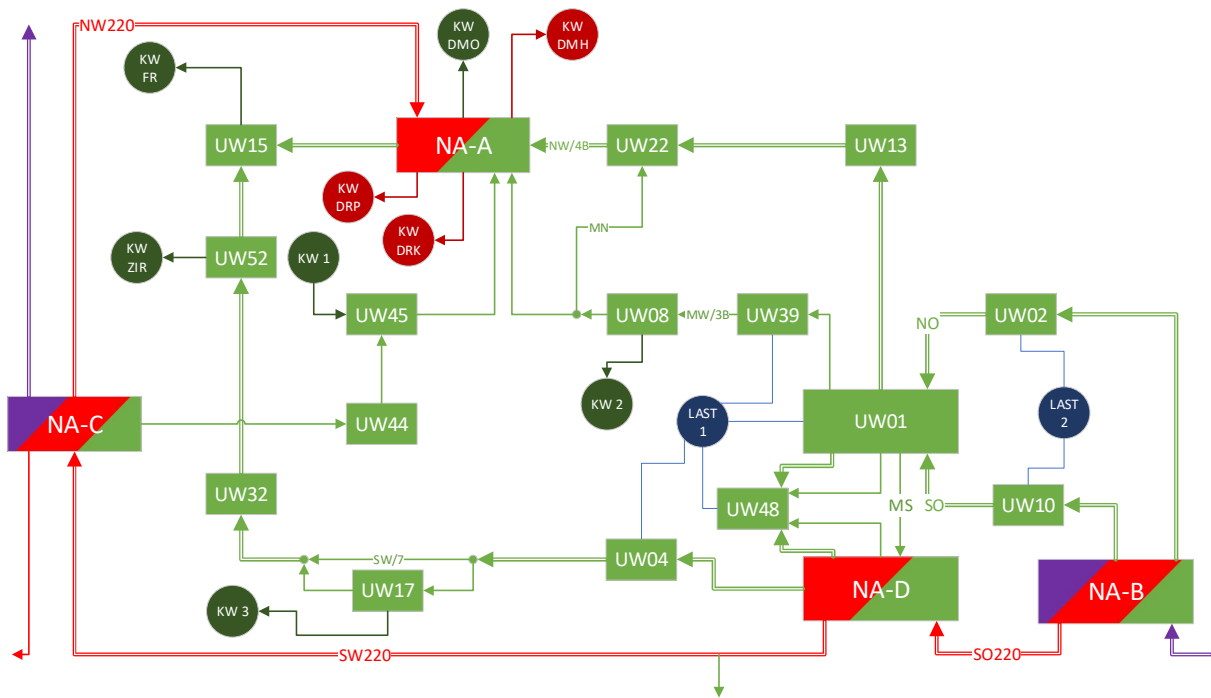 NW220
KW
FR
KW
DMO
KW
DMH
UW15
NA-A
NW/4B
UW22
UW13
KW
DRP
KW
DRK
MN
KW
ZIR
UW52
KW 1
UW45
UW08
MW/3B
UW39
NO
UW02
KW 2
LAST
1
UW01
LAST
2
NA-C
UW44
UW32
UW48
MS
SO
UW10
SW/7
UW04
UW17
KW 3
NA-D
NA-B
SW220
SO220